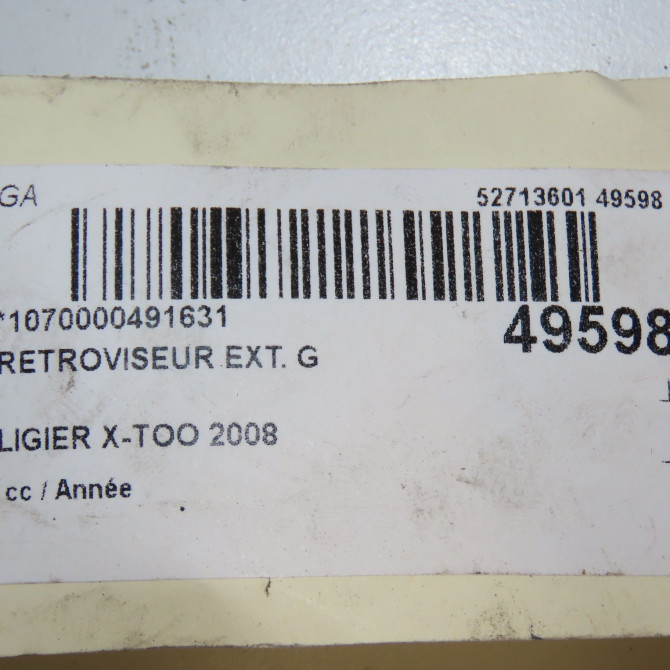 GA
52713601 49598
*1070000491631
49598
RETROVISEUR EXT. G
LIGIER X-TOO 2008
cc / Année